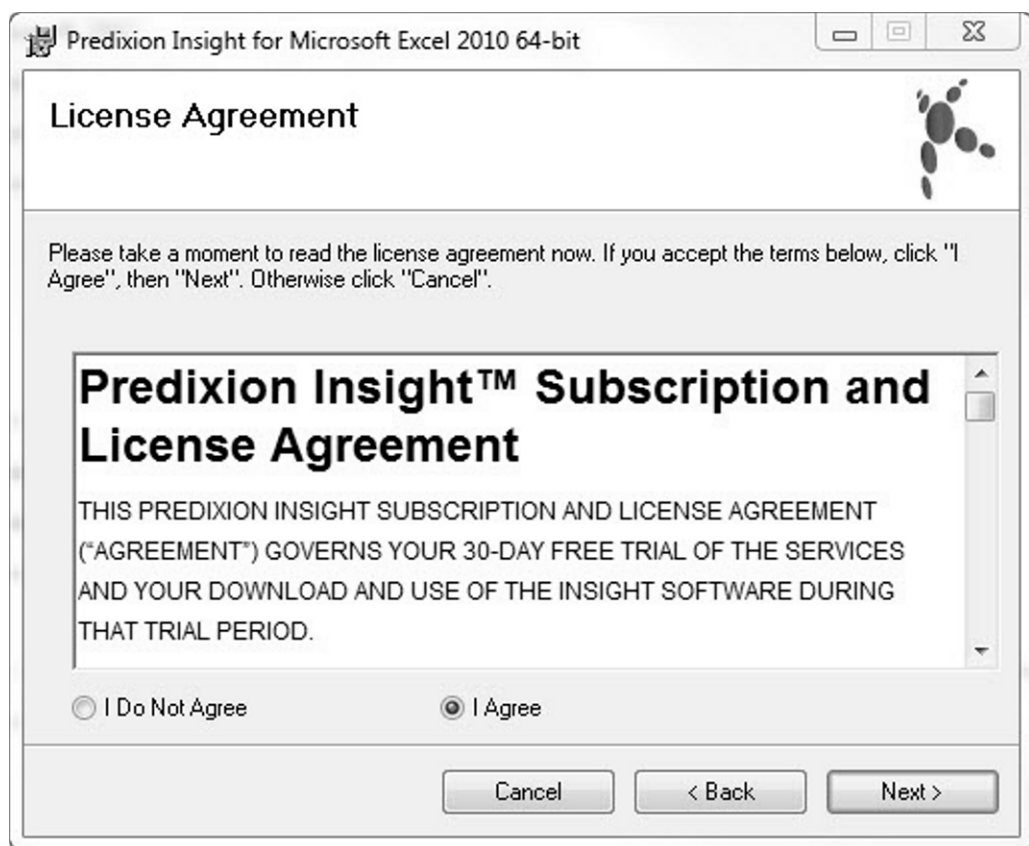 Predixion Insight for Microsoft Excel 2010 64-bit
License Agreement
Please take a moment to read the license agreement now. If you accept the terms below, click "I
Agree", then "Next". Otherwise click "Cancel".
Predixion Insight™ Subscription and
License Agreement
THIS PREDIXION INSIGHT SUBSCRIPTION AND LICENSE AGREEMENT
(“AGREEMENT”) GOVERNS YOUR 30-DAY FREE TRIAL OF THE SERVICES
AND YOUR DOWNLOAD AND USE OF THE INSIGHT SOFTWARE DURING
THAT TRIAL PERIOD.
I Do Not Agree
I Agree
Cancel
< Back
Next >